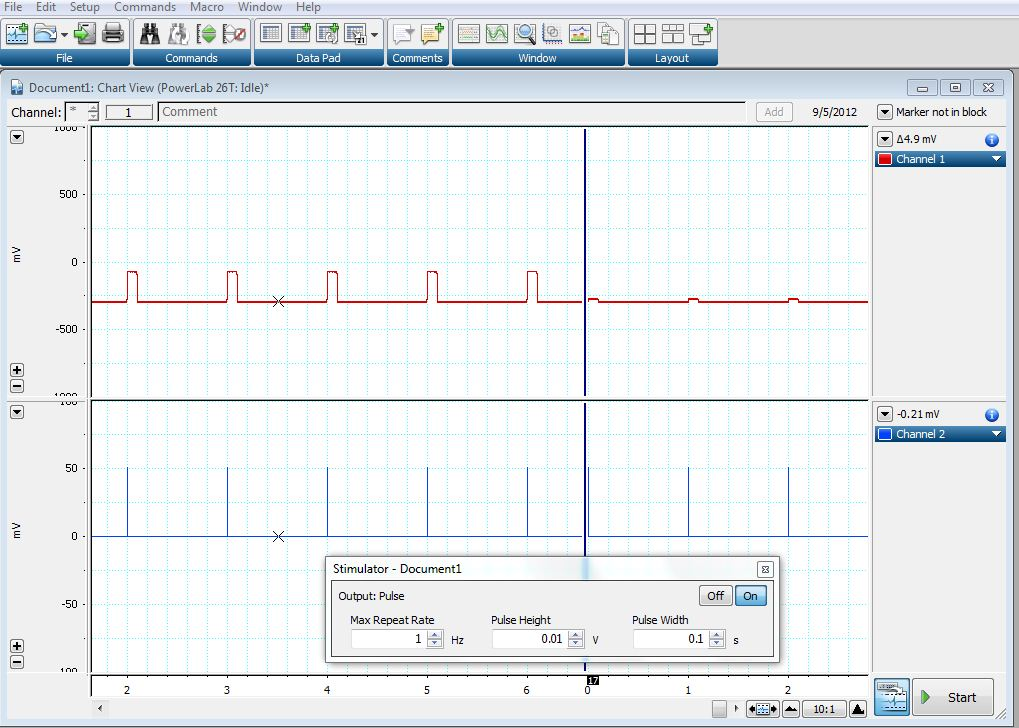 File Edit Setup Commands Macro Window Help
File Commands Data Pad Comments Window Layout
Document1: Chart View (PowerLab 26T: Idle)*
Channel: * 1 Comment Add 9/5/2012 Marker not in block
1000
500
0
-500
-1000
mV
Δ4.9 mV
Channel 1
100
50
0
-50
-100
mV
-0.21 mV
Channel 2
Stimulator - Document1
Output: Pulse Off On
Max Repeat Rate Pulse Height Pulse Width
1 Hz 0.01 V 0.1 s
17
2 3 4 5 6 0 1 2
10:1 Start